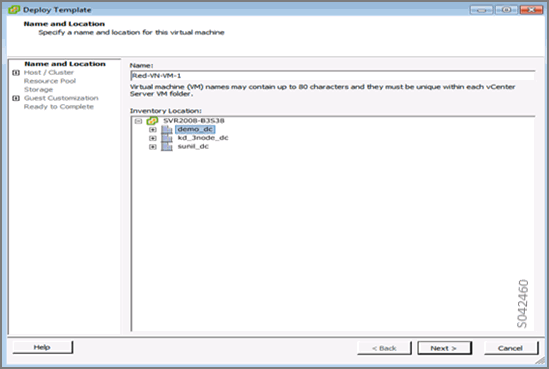 Deploy Template
Name and Location
Specify a name and location for this virtual machine
Name and Location
Host / Cluster
Resource Pool
Storage
Guest Customization
Ready to Complete
Name:
Red-VN-VM-1
Virtual machine (VM) names may contain up to 80 characters and they must be unique within each vCenter
Server VM folder.
Inventory Location:
SVR2008-B3S38
demo_dc
kd_3node_dc
sunil_dc
S042460
Help
< Back
Next >
Cancel